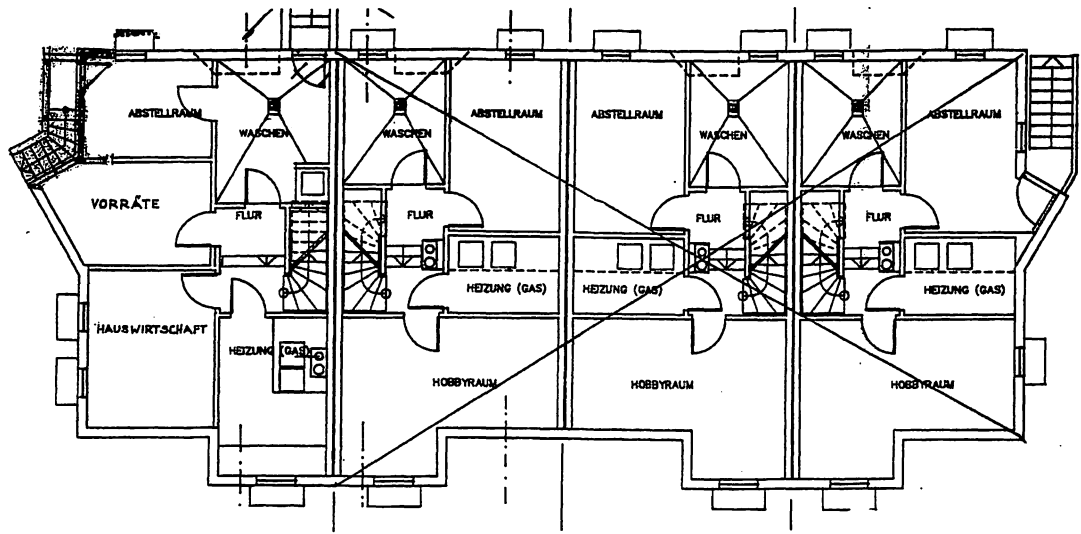 ABSTELLRAUM
ABSTELLRAUM
ABSTELLRAUM
ABSTELLRAUM
WASCHEN
WASCHEN
WASCHEN
WASCHEN
VORRÄTE
FLUR
FLUR
FLUR
FLUR
HEIZUNG (GAS)
HEIZUNG (GAS)
HEIZUNG (GAS)
HAUSWIRTSCHAFT
HEIZUNG (GAS)
HOBBYRAUM
HOBBYRAUM
HOBBYRAUM